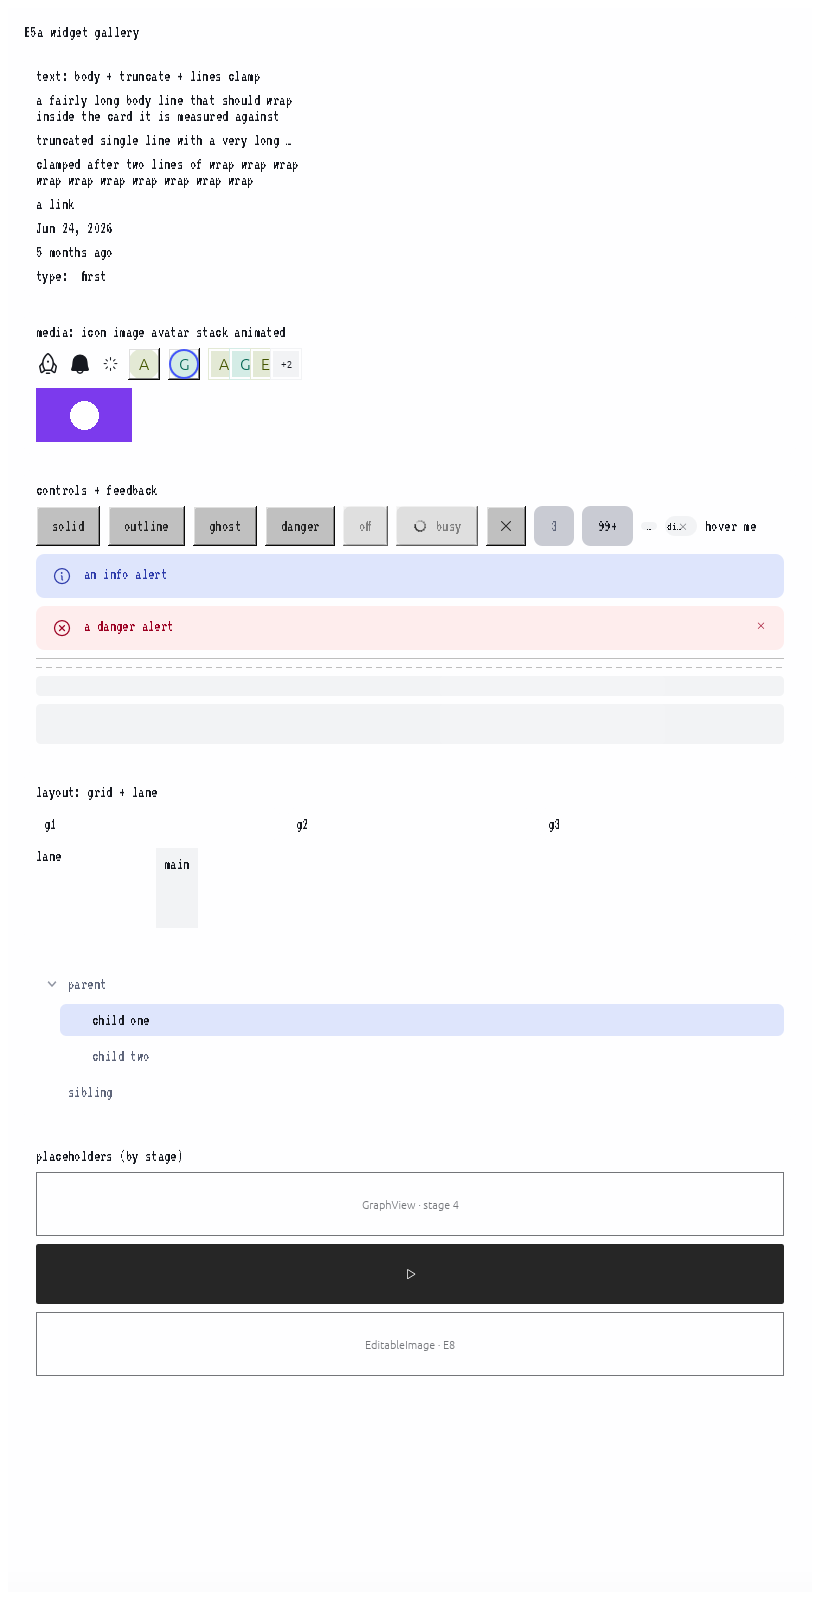 E5a widget gallery
text: body + truncate + lines clamp
a fairly long body line that should wrap
inside the card it is measured against
truncated single line with a very long …
clamped after two lines of wrap wrap wrap
wrap wrap wrap wrap wrap wrap wrap
a link
Jun 24, 2026
5 months ago
type: first
media: icon image avatar stack animated
A G A G E +2
controls + feedback
solid outline ghost danger off busy 3 99+ … di… hover me
an info alert
a danger alert
layout: grid + lane
g1 g2 g3
lane main
parent
child one
child two
sibling
placeholders (by stage)
GraphView · stage 4
EditableImage · E8